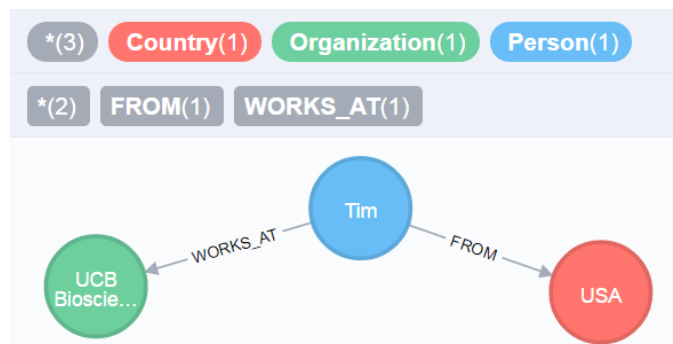 *(3) Country(1) Organization(1) Person(1)
*(2) FROM(1) WORKS_AT(1)
Tim
WORKS_AT
FROM
UCB
Bioscie…
USA